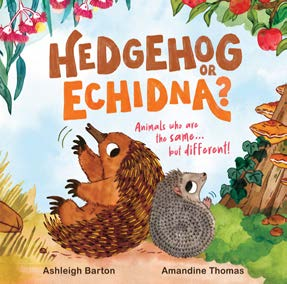 HEDGEHOG
OR
ECHIDNA?
Animals who are
the same...
but different!
Ashleigh Barton
Amandine Thomas